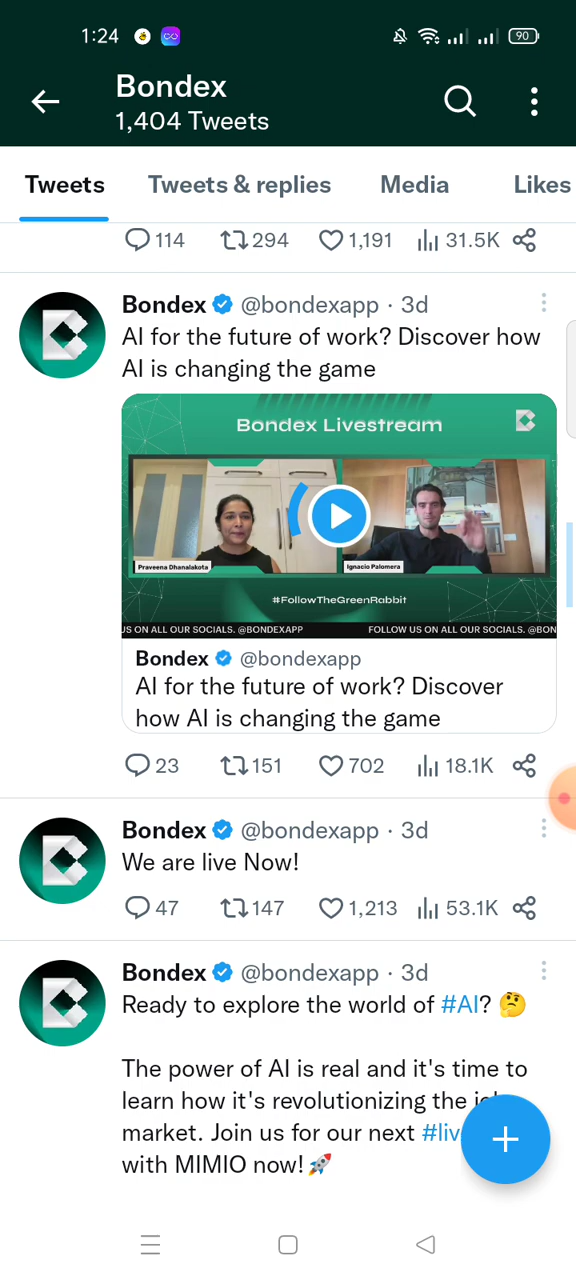 1:24
90
Bondex
1,404 Tweets
Tweets
Tweets & replies
Media
Likes
114
294
1,191
31.5K
Bondex @bondexapp · 3d
AI for the future of work? Discover how
AI is changing the game
Bondex Livestream
Praveena Dhanalakota
Ignacio Palomera
#FollowTheGreenRabbit
US ON ALL OUR SOCIALS. @BONDEXAPP
FOLLOW US ON ALL OUR SOCIALS. @BON
Bondex @bondexapp
AI for the future of work? Discover
how AI is changing the game
23
151
702
18.1K
Bondex @bondexapp · 3d
We are live Now!
47
147
1,213
53.1K
Bondex @bondexapp · 3d
Ready to explore the world of #AI? 🤔
The power of AI is real and it's time to
learn how it's revolutionizing the
market. Join us for our next #liv
with MIMIO now! 🚀